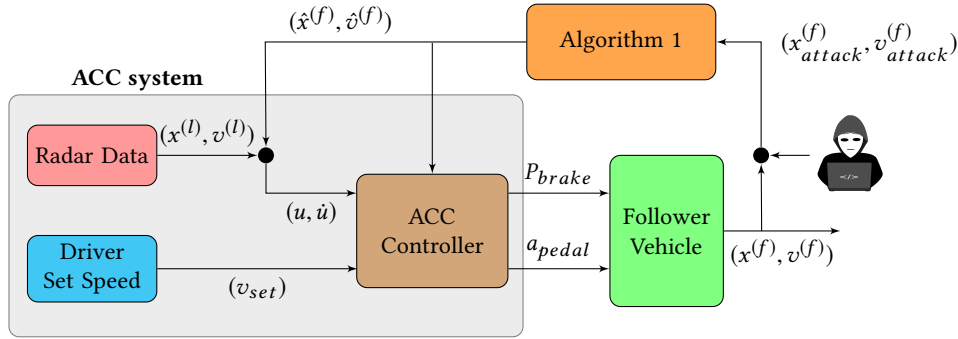 (x̂^(f), v̂^(f))
Algorithm 1
(x^(f)_attack, v^(f)_attack)
ACC system
Radar Data
(x^(l), v^(l))
(u, u̇)
ACC
Controller
P_brake
a_pedal
Follower
Vehicle
</>
(x^(f), v^(f))
Driver
Set Speed
(v_set)